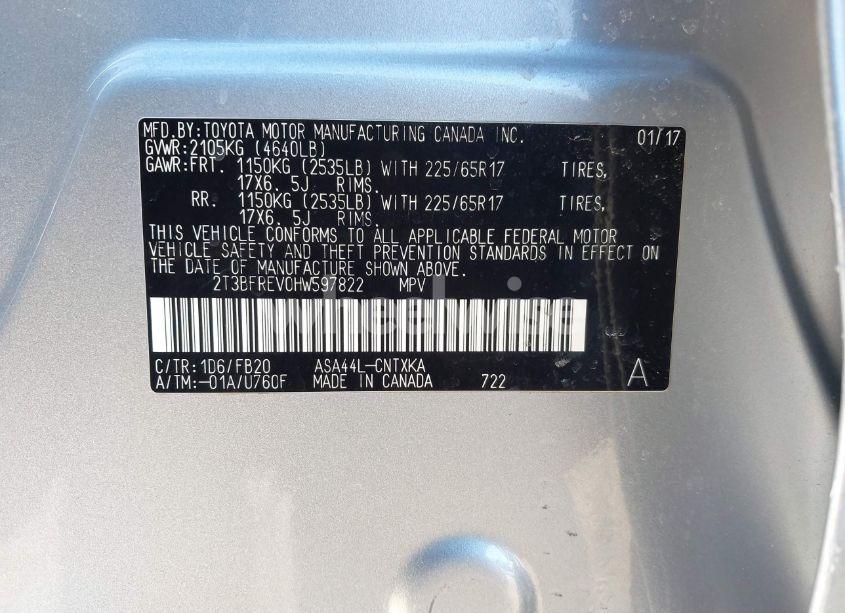 MFD.BY:TOYOTA MOTOR MANUFACTURING CANADA INC. 01/17
GVWR:2105KG (4640LB)
GAWR:FRT. 1150KG (2535LB) WITH 225/65R17 TIRES,
17X6. 5J RIMS.
RR. 1150KG (2535LB) WITH 225/65R17 TIRES,
17X6. 5J RIMS.
THIS VEHICLE CONFORMS TO ALL APPLICABLE FEDERAL MOTOR
VEHICLE SAFETY AND THEFT PREVENTION STANDARDS IN EFFECT ON
THE DATE OF MANUFACTURE SHOWN ABOVE.
2T3BFREV0HW597822 MPV
wheelwise
C/TR:1D6/FB20 ASA44L-CNTXKA
A/TM:-01A/U760F MADE IN CANADA 722 A